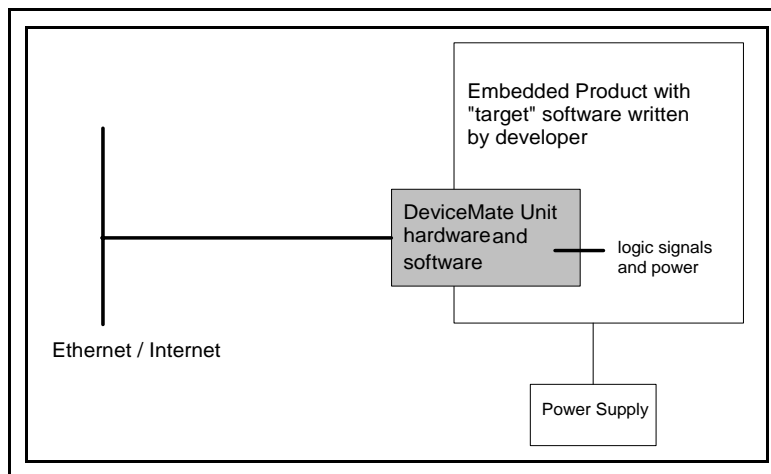 Embedded Product with
"target" software written
by developer
DeviceMate Unit
hardware and
software
logic signals
and power
Ethernet / Internet
Power Supply